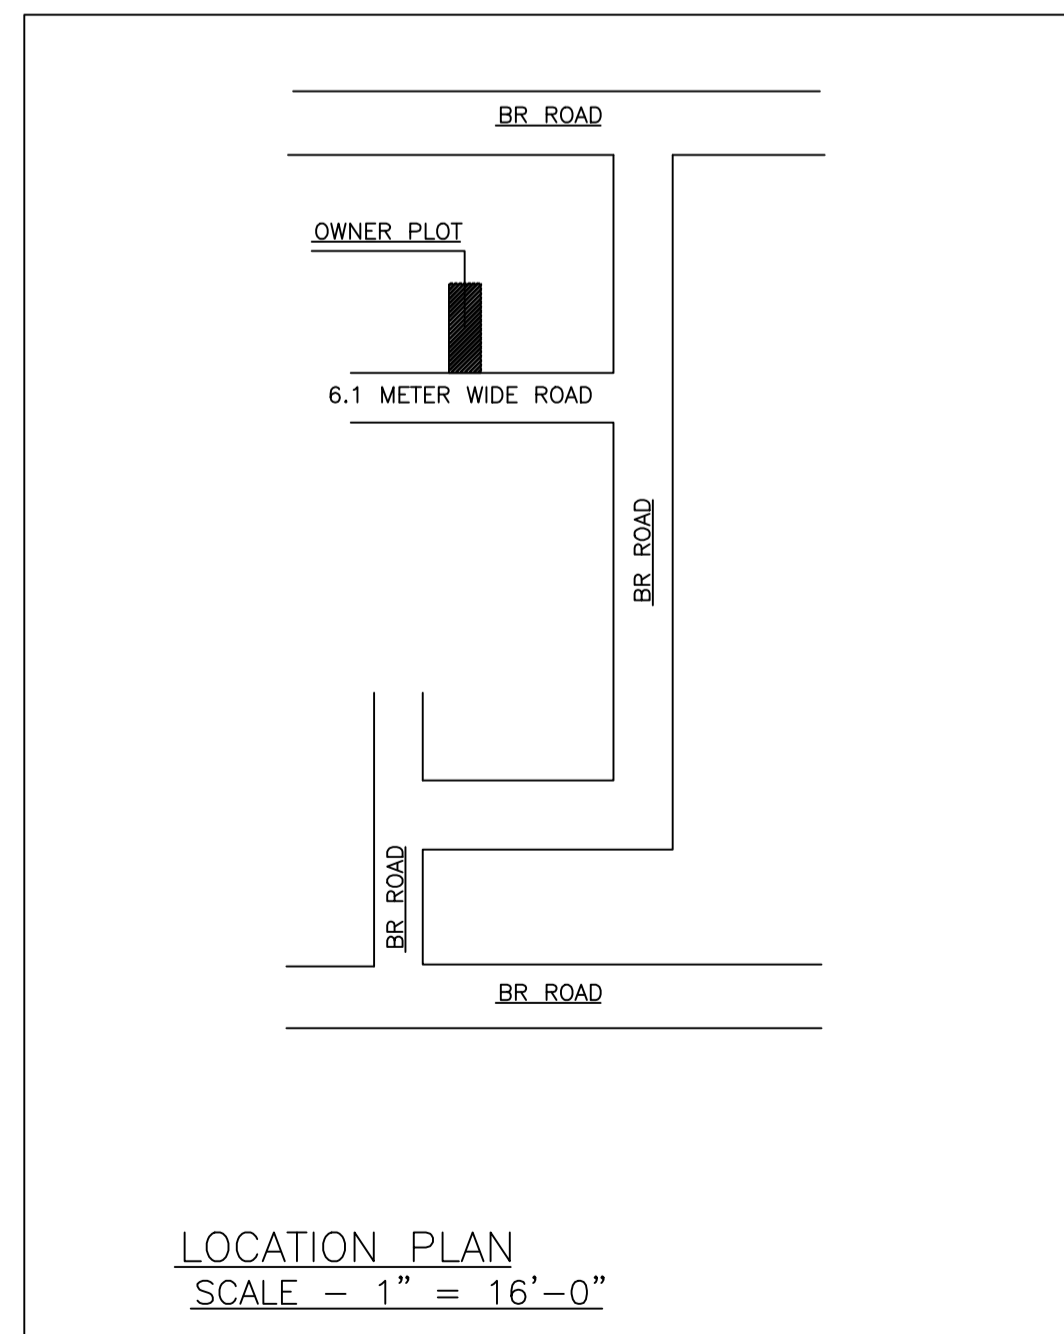 BR ROAD
OWNER PLOT
6.1 METER WIDE ROAD
BR ROAD
BR ROAD
BR ROAD
LOCATION PLAN
SCALE - 1" = 16'-0"